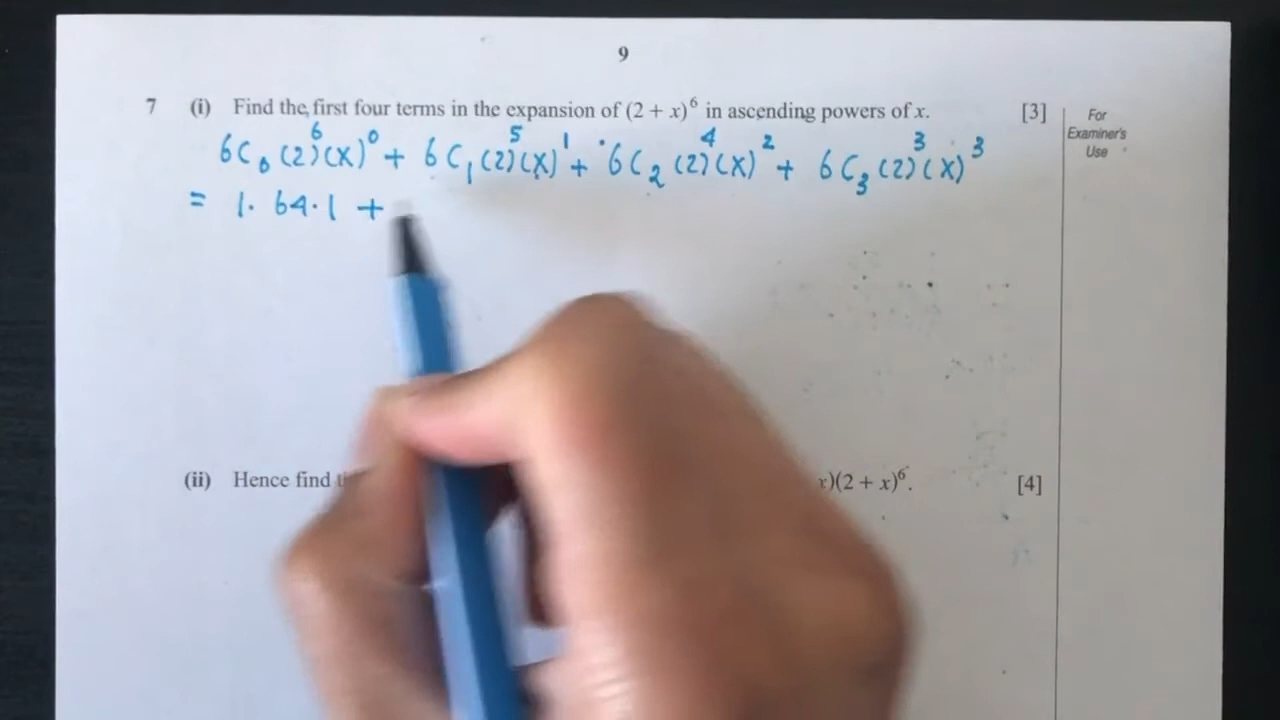 9
7 (i) Find the first four terms in the expansion of (2 + x)⁶ in ascending powers of x. [3]
For
Examiner's
Use
6C₀(2)⁶(x)⁰ + 6C₁(2)⁵(x)¹ + 6C₂(2)⁴(x)² + 6C₃(2)³(x)³
= 1. 64.1 +
(ii) Hence find x)(2 + x)⁶. [4]